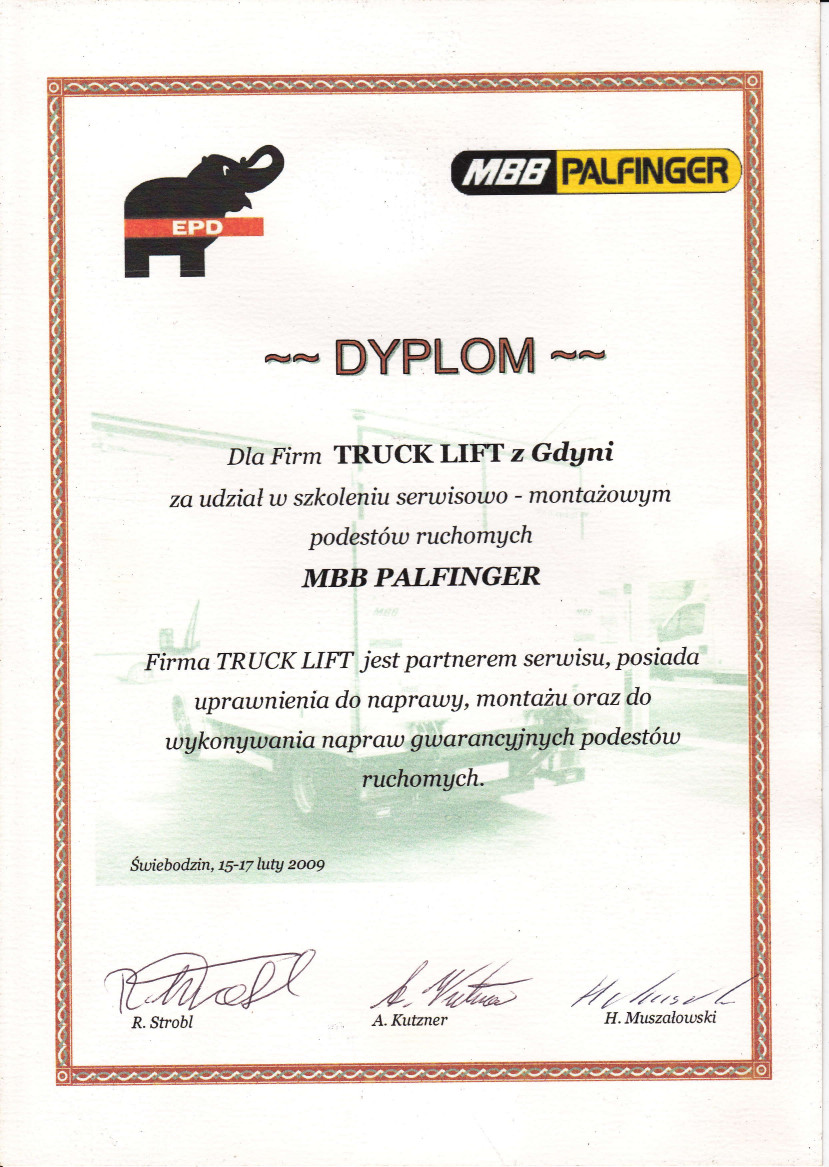 EPD
MBB PALFINGER
~~ DYPLOM ~~
Dla Firm TRUCK LIFT z Gdyni
za udział w szkoleniu serwisowo - montażowym
podestów ruchomych
MBB PALFINGER
Firma TRUCK LIFT jest partnerem serwisu, posiada
uprawnienia do naprawy, montażu oraz do
wykonywania napraw gwarancyjnych podestów
ruchomych.
Świebodzin, 15-17 luty 2009
R. Strobl
A. Kutzner
H. Muszałowski